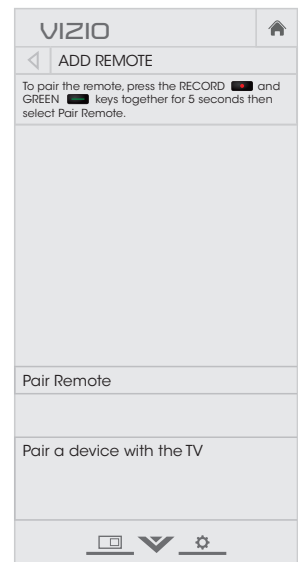 VIZIO
ADD REMOTE
To pair the remote, press the RECORD and
GREEN keys together for 5 seconds then
select Pair Remote.
Pair Remote
Pair a device with the TV